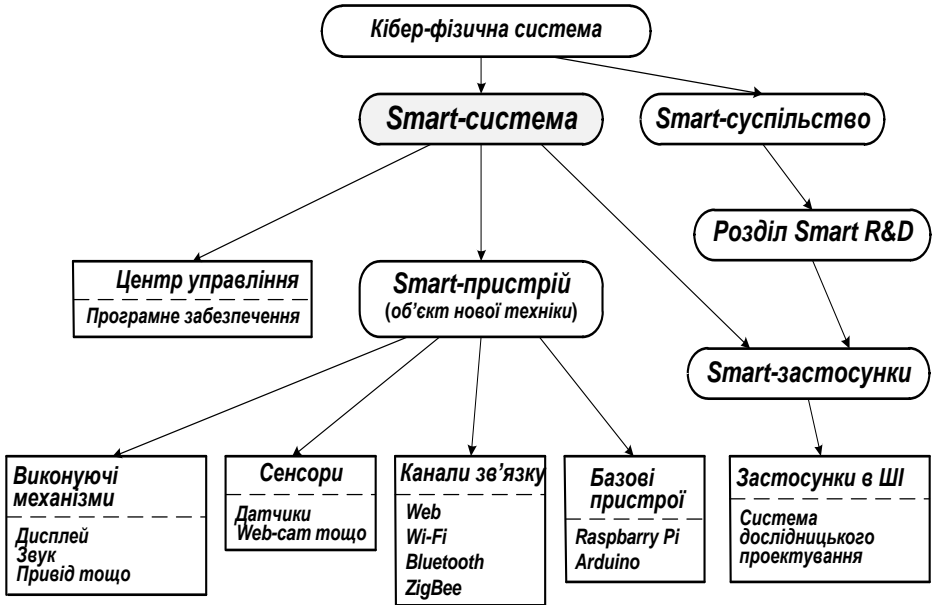 Кібер-фізична система
Smart-система
Smart-суспільство
Розділ Smart R&D
Центр управління
Програмне забезпечення
Smart-пристрій
(об'єкт нової техніки)
Smart-застосунки
Виконуючі
механізми
Дисплей
Звук
Привід тощо
Сенсори
Датчики
Web-cam тощо
Канали зв'язку
Web
Wi-Fi
Bluetooth
ZigBee
Базові
пристрої
Raspbarry Pi
Arduino
Застосунки в ШІ
Система
дослідницького
проектування